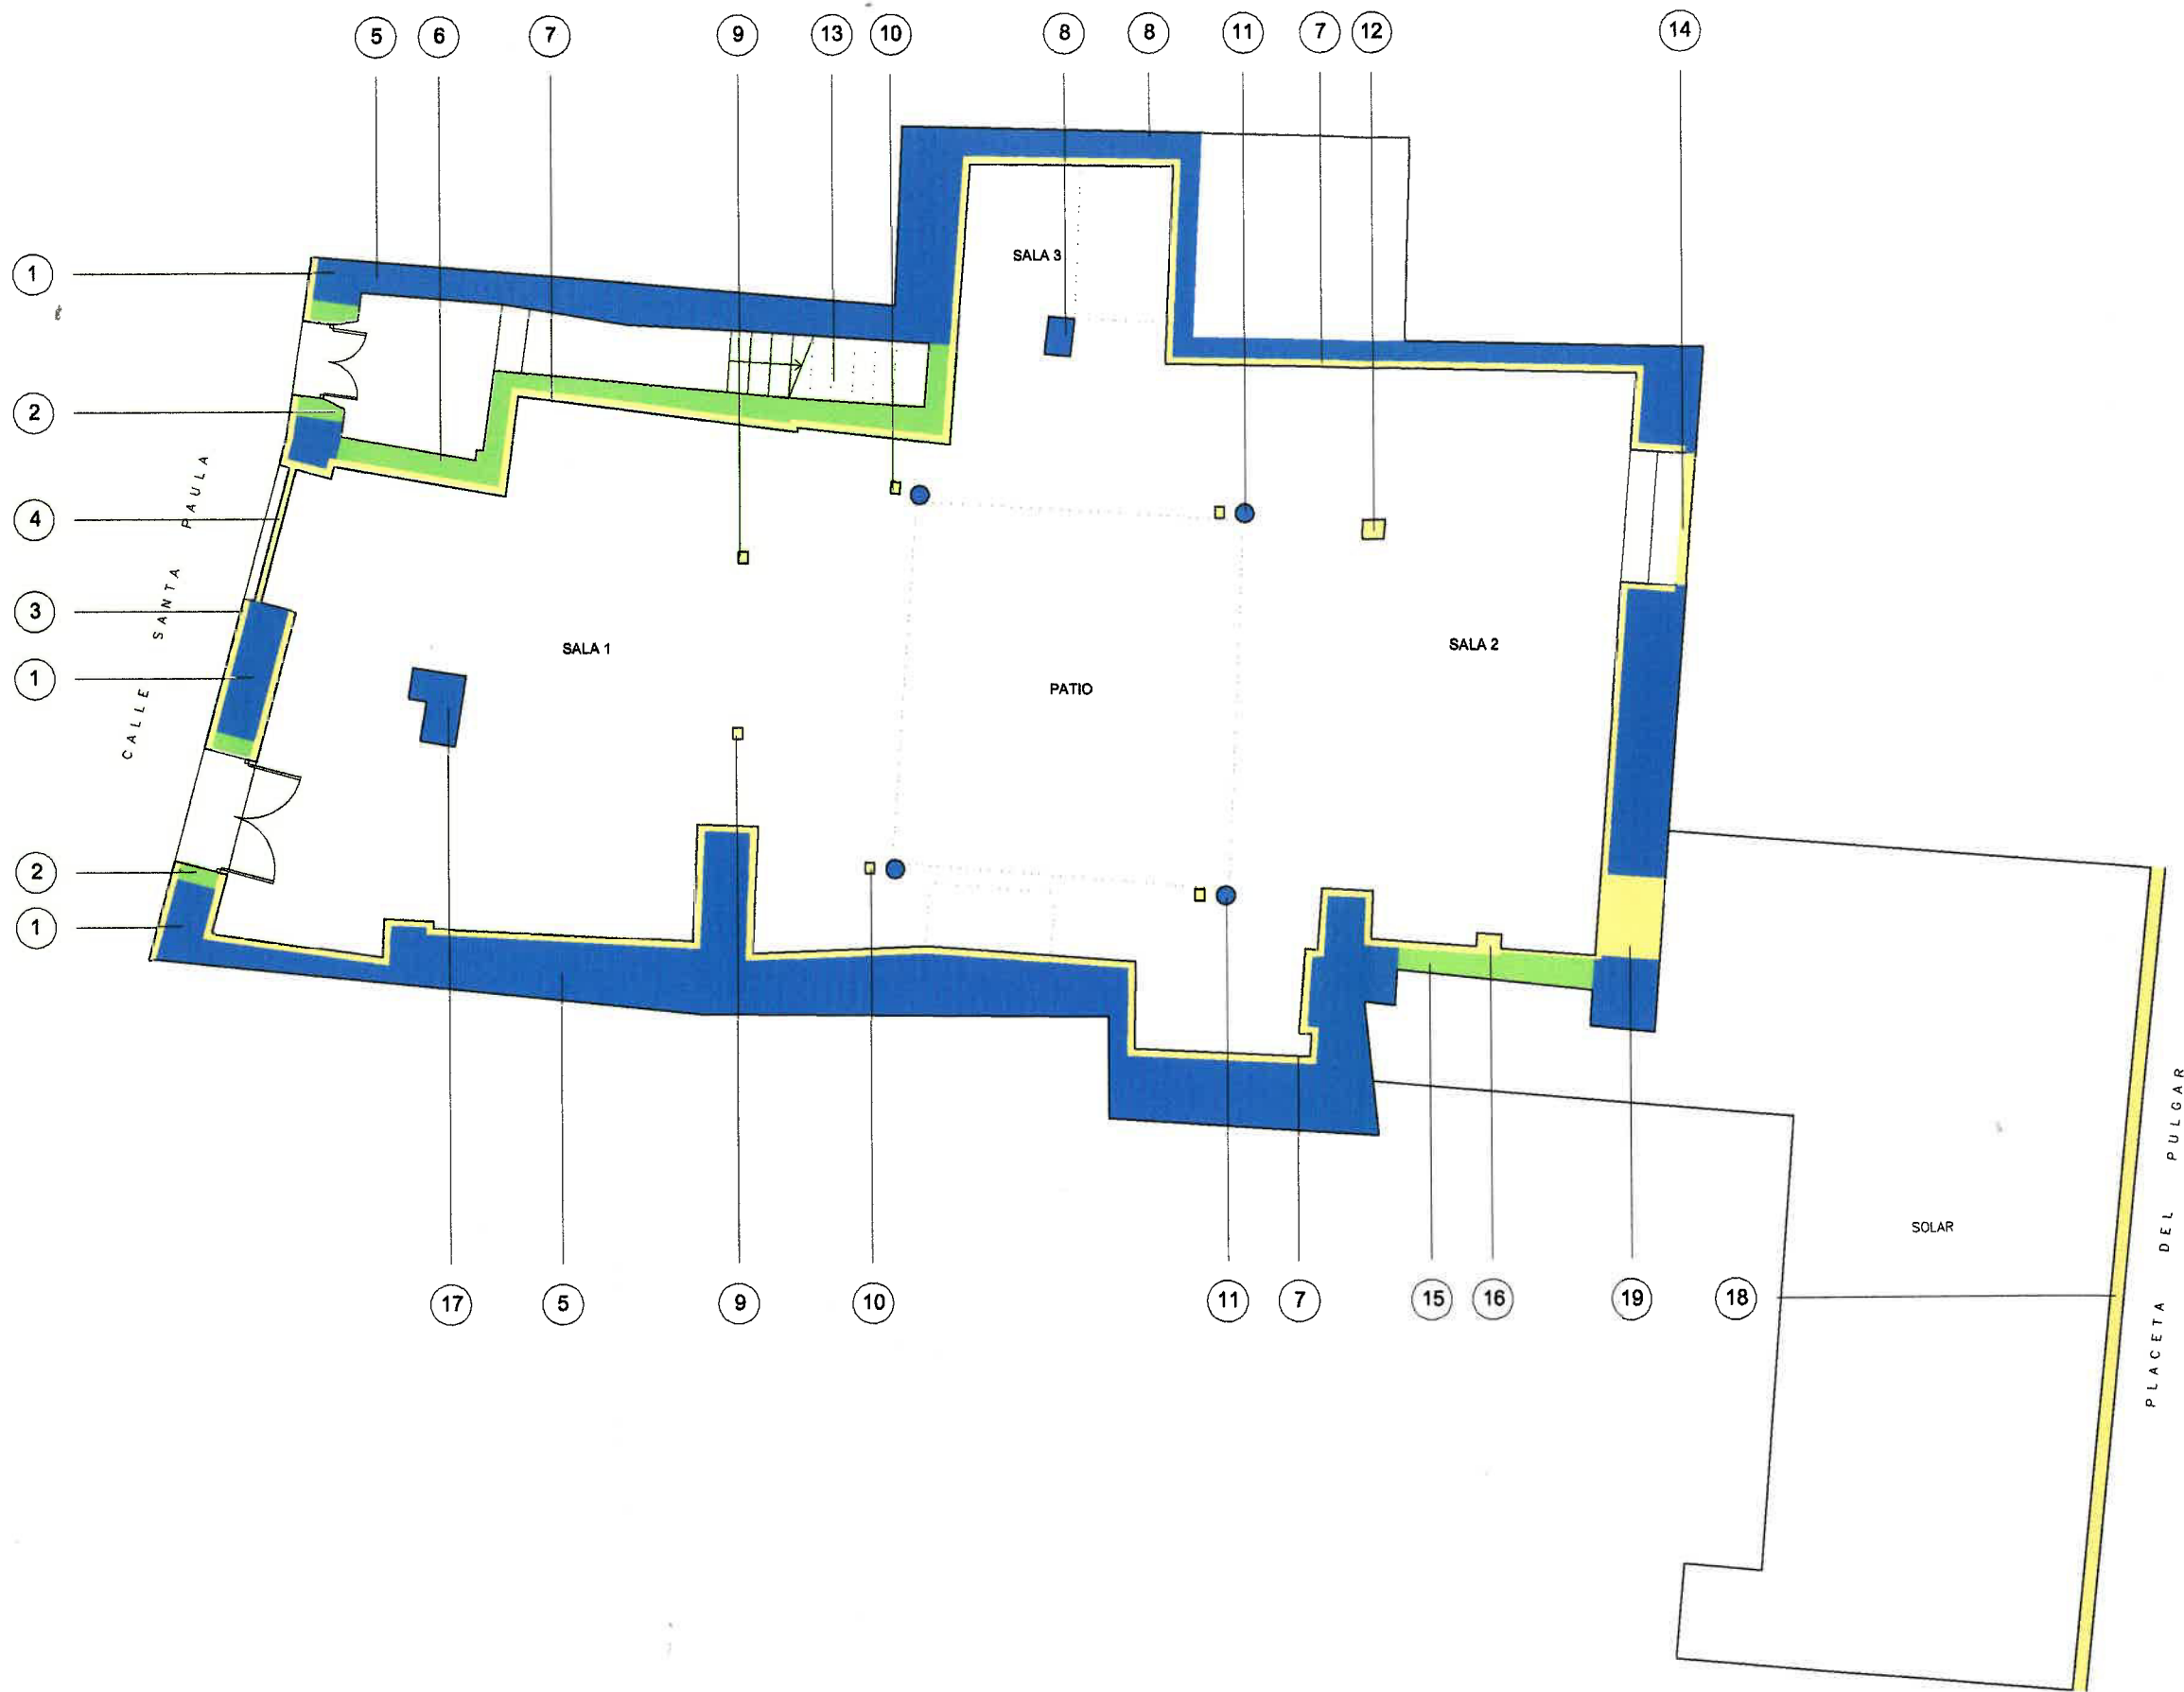 5 6 7 9 13 10 8 8 11 7 12 14
1
SALA 3
2
CALLE SANTA PAULA
4
3
SALA 1
SALA 2
1
PATIO
2
1
PLACETA DEL PULGAR
SOLAR
17 5 9 10 11 7 15 16 19 18